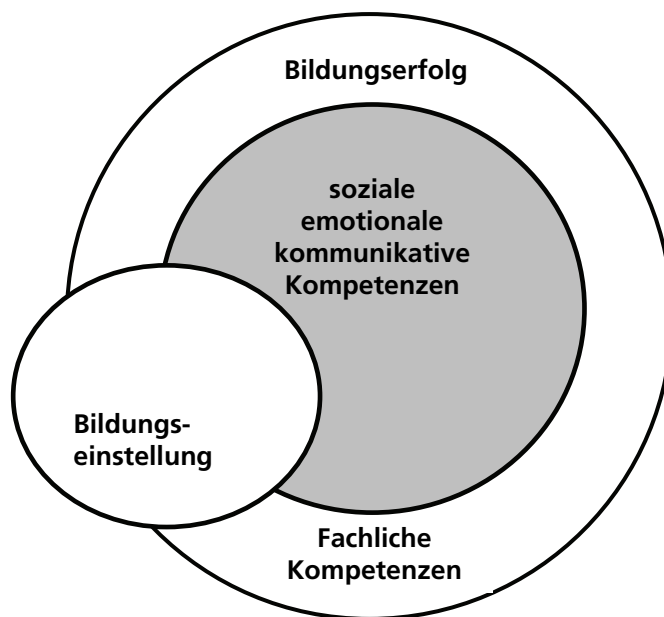 Bildungserfolg
soziale
emotionale
kommunikative
Kompetenzen
Bildungs-
einstellung
Fachliche
Kompetenzen